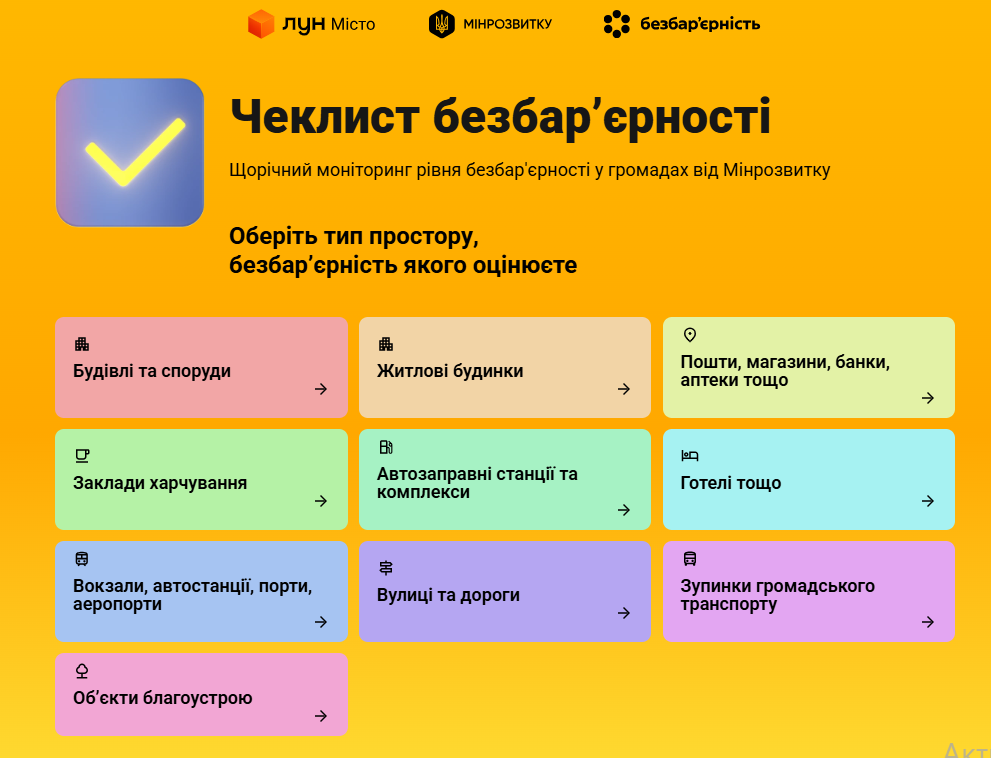 ЛУН Місто
МІНРОЗВИТКУ
безбар'єрність
Чеклист безбар’єрності
Щорічний моніторинг рівня безбар'єрності у громадах від Мінрозвитку
Оберіть тип простору,
безбар’єрність якого оцінюєте
Будівлі та споруди
Житлові будинки
Пошти, магазини, банки,
аптеки тощо
Заклади харчування
Автозаправні станції та
комплекси
Готелі тощо
Вокзали, автостанції, порти,
аеропорти
Вулиці та дороги
Зупинки громадського
транспорту
Об’єкти благоустрою